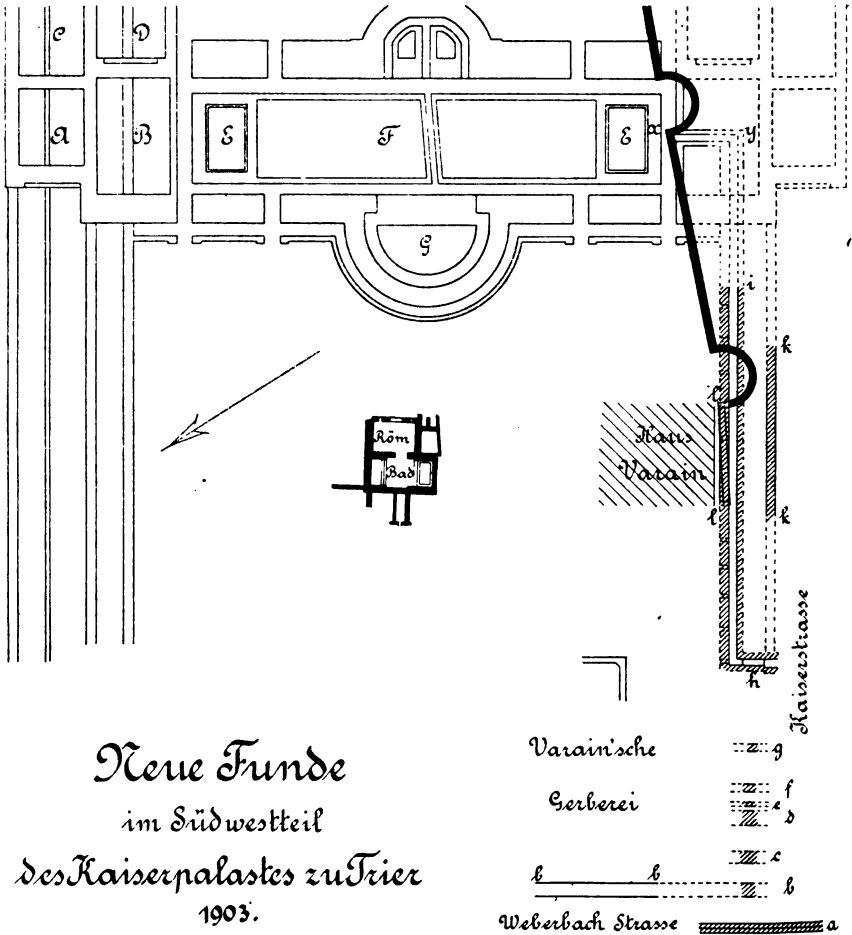 C D
A B E F E x y
G
i
k
Röm
Bad
Haus
Varain
l
k
h
Kaiserstrasse
Neue Funde
im Südwestteil
des Kaiserpalastes zu Trier
1903.
Varain'sche
Gerberei
g
f
e
d
c
b b b
Weberbach Strasse a